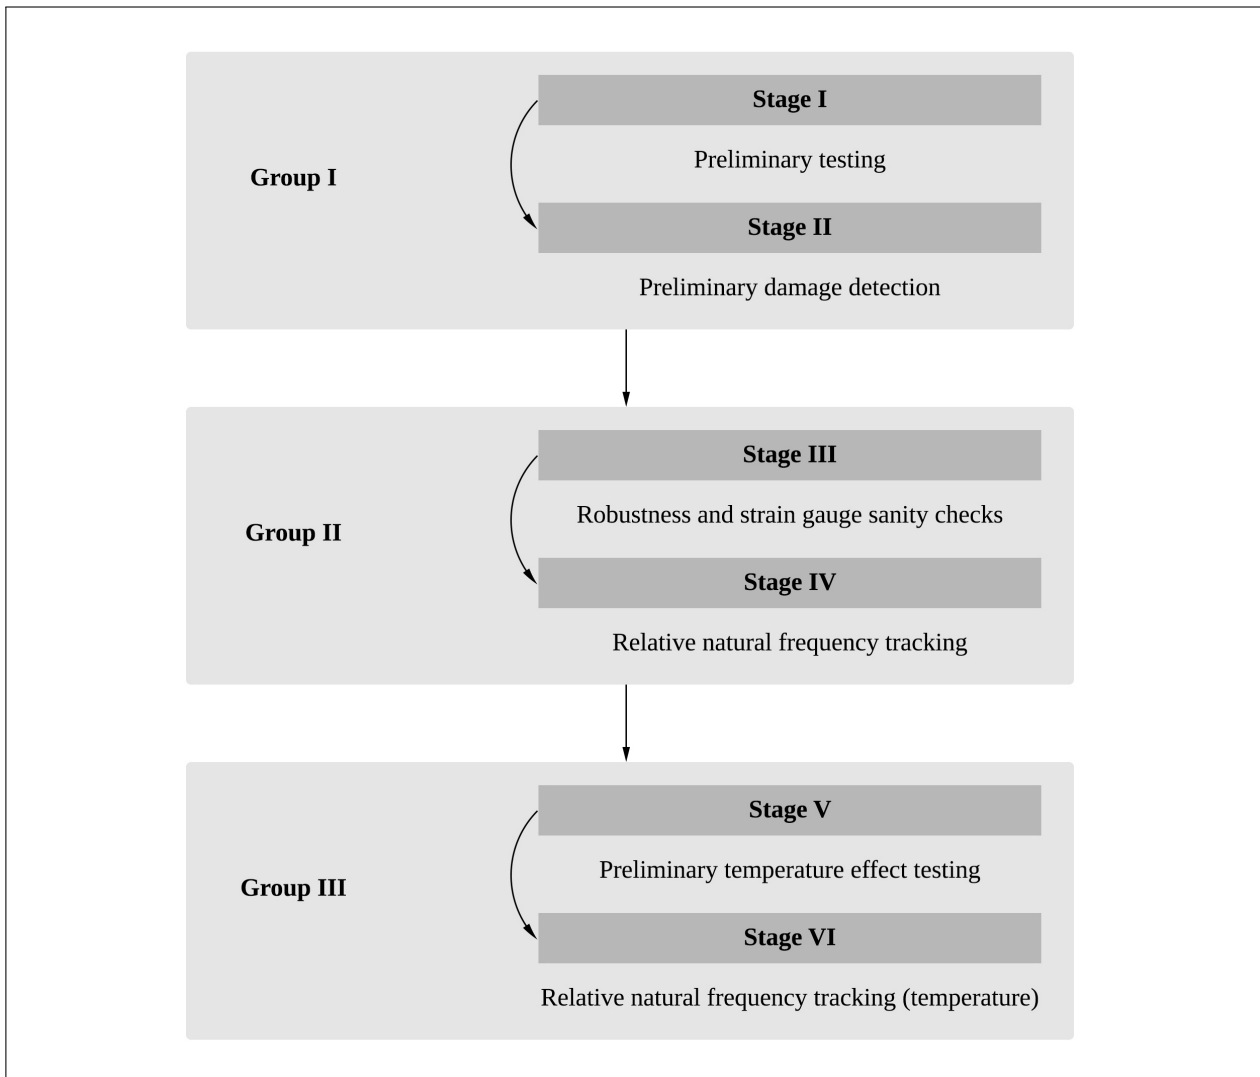 Group I
Stage I
Preliminary testing
Stage II
Preliminary damage detection
Group II
Stage III
Robustness and strain gauge sanity checks
Stage IV
Relative natural frequency tracking
Group III
Stage V
Preliminary temperature effect testing
Stage VI
Relative natural frequency tracking (temperature)